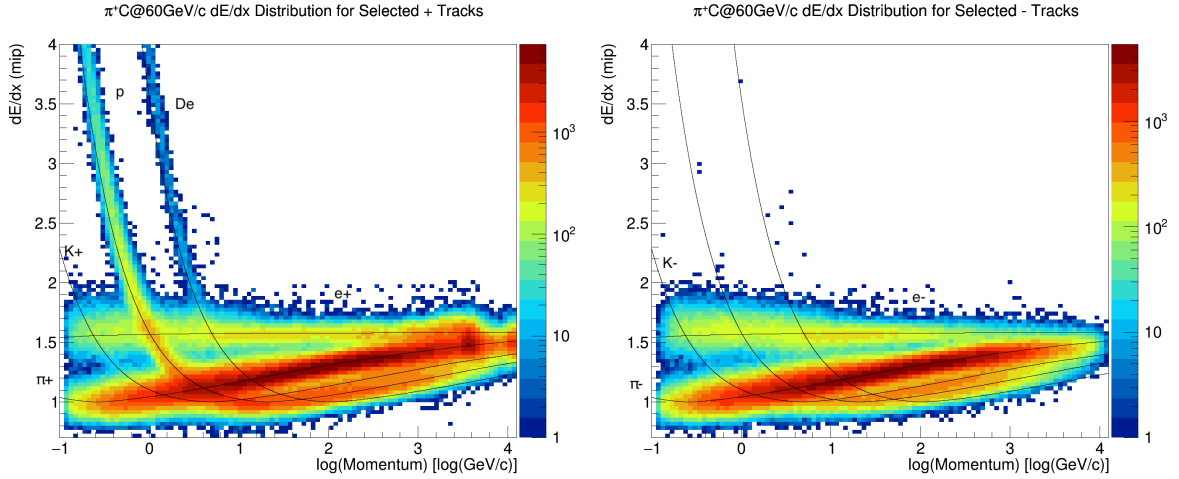 π⁺C@60GeV/c dE/dx Distribution for Selected + Tracks
dE/dx (mip)
4
3.5
3
2.5
2
1.5
1
p
De
K+
e+
π+
10³
10²
10
1
−1 0 1 2 3 4
log(Momentum) [log(GeV/c)]
π⁺C@60GeV/c dE/dx Distribution for Selected - Tracks
dE/dx (mip)
4
3.5
3
2.5
2
1.5
1
K-
e-
π-
10³
10²
10
1
−1 0 1 2 3 4
log(Momentum) [log(GeV/c)]